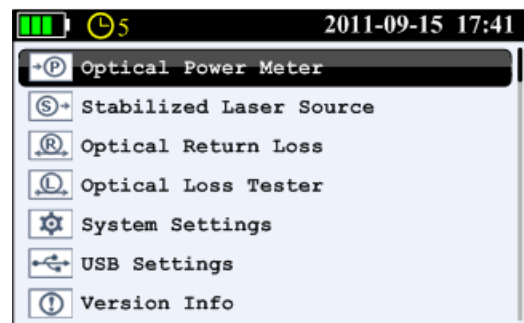 5 2011-09-15 17:41
P Optical Power Meter
S Stabilized Laser Source
R Optical Return Loss
L Optical Loss Tester
System Settings
USB Settings
Version Info